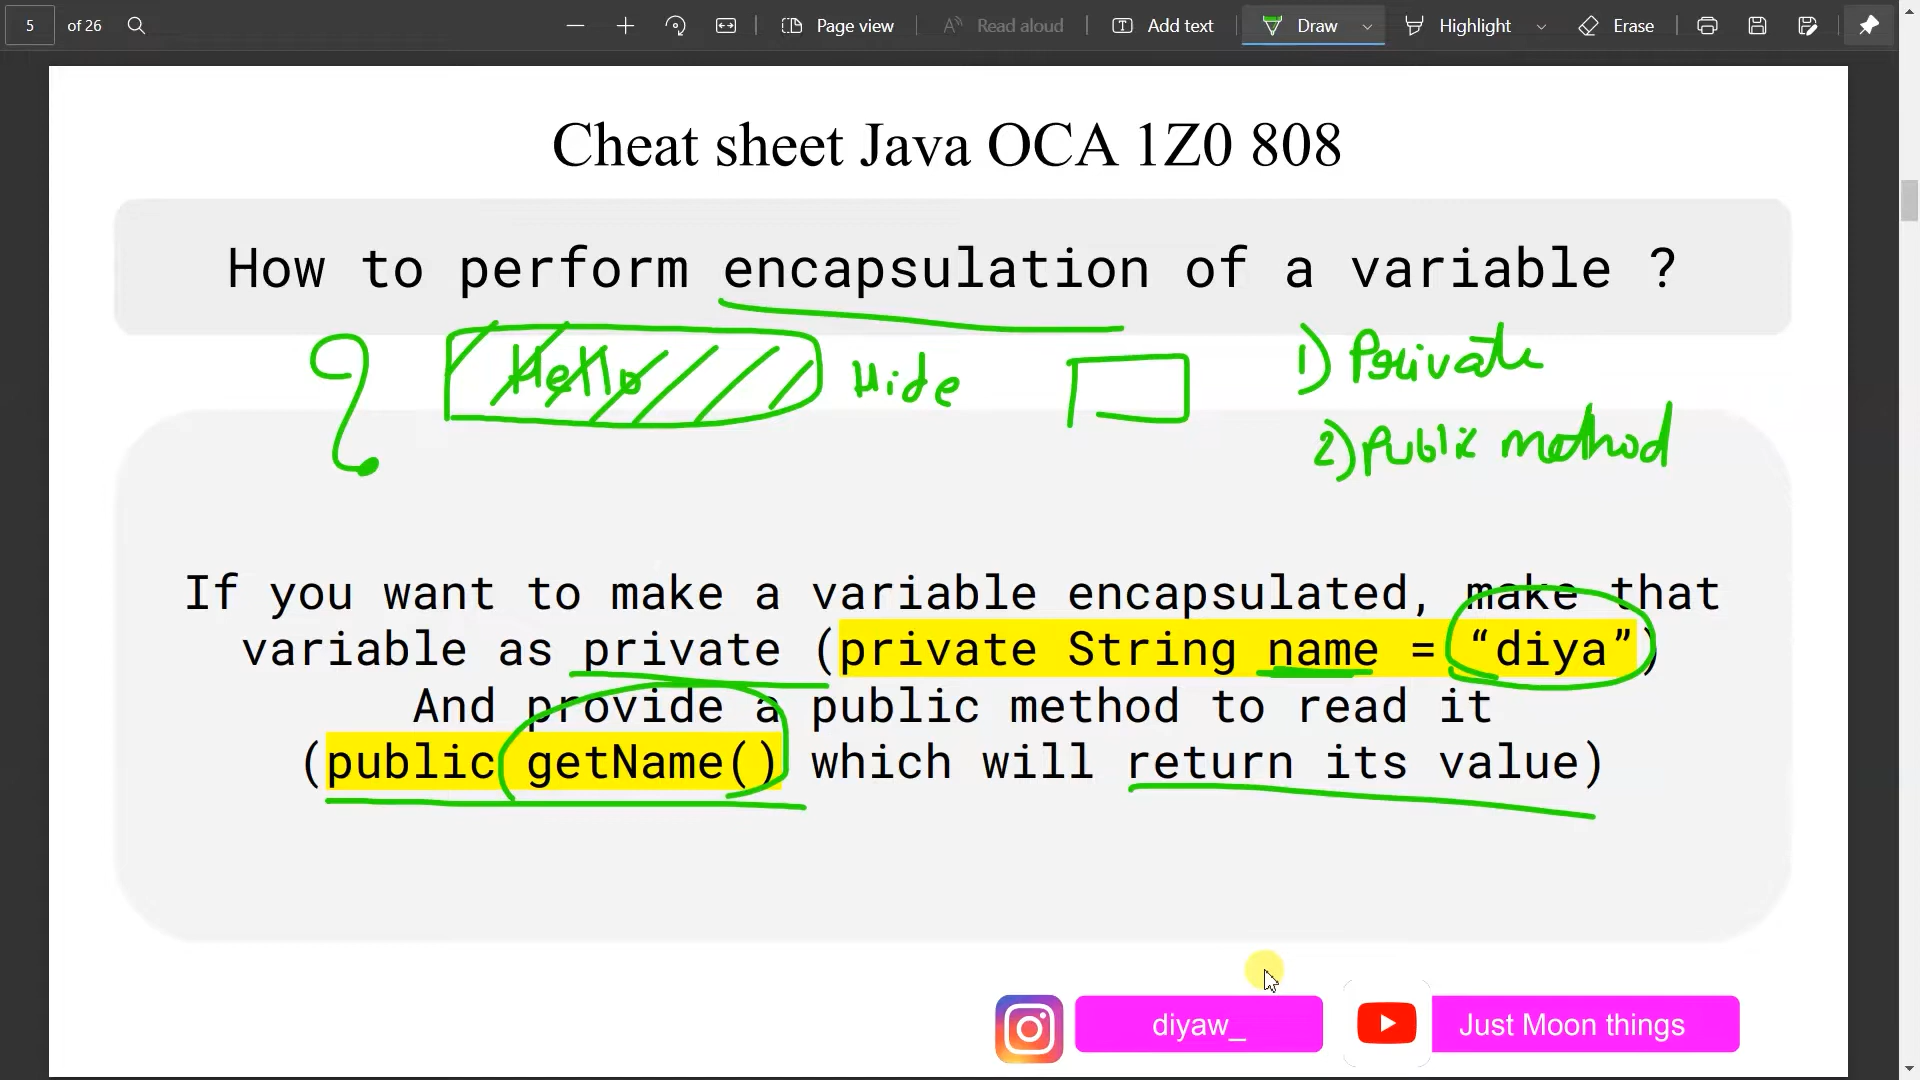 5 of 26 Page view Read aloud Add text Draw Highlight Erase
Cheat sheet Java OCA 1Z0 808
How to perform encapsulation of a variable ?
Hello Hide 1) Private
2) Public method
If you want to make a variable encapsulated, make that
variable as private (private String name = “diya”)
And provide a public method to read it
(public getName() which will return its value)
diyaw_ Just Moon things